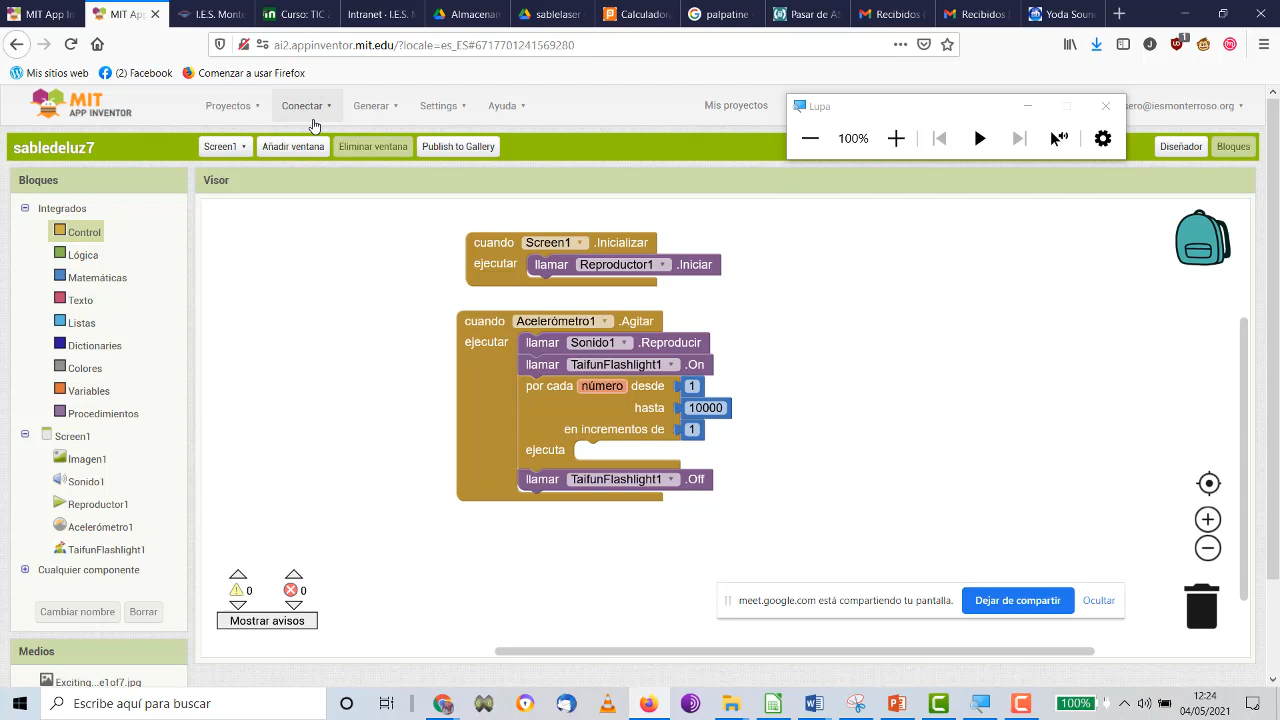 MIT App In
MIT App
I.E.S. Monter
Curso: TIC
Intranet - I.E.S. M
Almacenar
sablelaser
Calculador
palpatine
Pasar de AS
Recibidos (
Recibidos (
Yoda Sound
ai2.appinventor.mit.edu/?locale=es_ES#6717701241569280
1
Mis sitios web
(2) Facebook
Comenzar a usar Firefox
MIT
APP INVENTOR
Proyectos
Conectar
Generar
Settings
Ayuda
Mis proyectos
ero@iesmonterroso.org
Lupa
100%
sabledeluz7
Screen1
Añadir ventana
Eliminar ventana
Publish to Gallery
Diseñador
Bloques
Bloques
Visor
Integrados
Control
Lógica
Matemáticas
Texto
Listas
Dictionaries
Colores
Variables
Procedimientos
Screen1
Imagen1
Sonido1
Reproductor1
Acelerómetro1
TaifunFlashlight1
Cualquier componente
Cambiar nombre
Borrar
Medios
Exciting,...e1of7.jpg
cuando Screen1 .Inicializar
ejecutar llamar Reproductor1 .Iniciar
cuando Acelerómetro1 .Agitar
ejecutar llamar Sonido1 .Reproducir
llamar TaifunFlashlight1 .On
por cada número desde 1
hasta 10000
en incrementos de 1
ejecuta
llamar TaifunFlashlight1 .Off
0
0
Mostrar avisos
meet.google.com está compartiendo tu pantalla.
Dejar de compartir
Ocultar
Escribe aquí para buscar
100%
12:24
04/05/2021